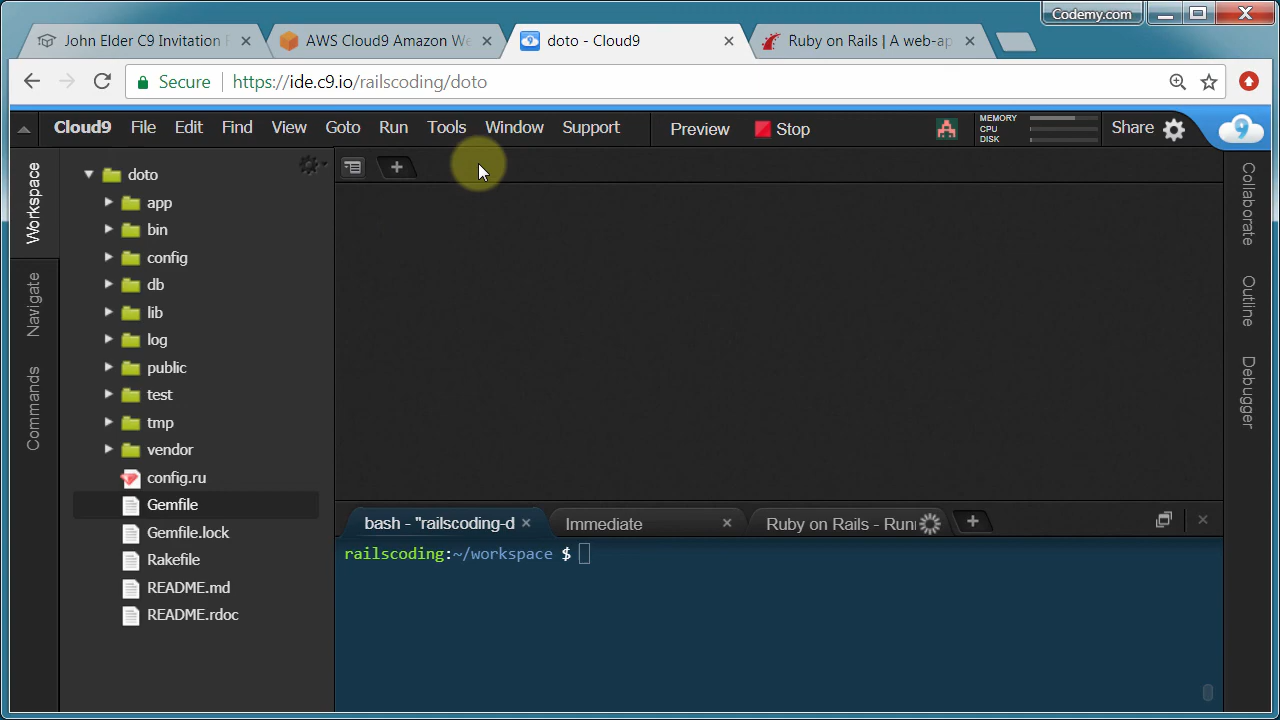 Codemy.com
John Elder C9 Invitation F
AWS Cloud9 Amazon We
doto - Cloud9
Ruby on Rails | A web-ap
Secure
https://ide.c9.io/railscoding/doto
Cloud9 File Edit Find View Goto Run Tools Window Support Preview Stop
MEMORY
CPU
DISK
Share
9
Workspace
Navigate
Commands
doto
app
bin
config
db
lib
log
public
test
tmp
vendor
config.ru
Gemfile
Gemfile.lock
Rakefile
README.md
README.rdoc
bash - "railscoding-d
Immediate
Ruby on Rails - Runi
railscoding:~/workspace $
Collaborate
Outline
Debugger